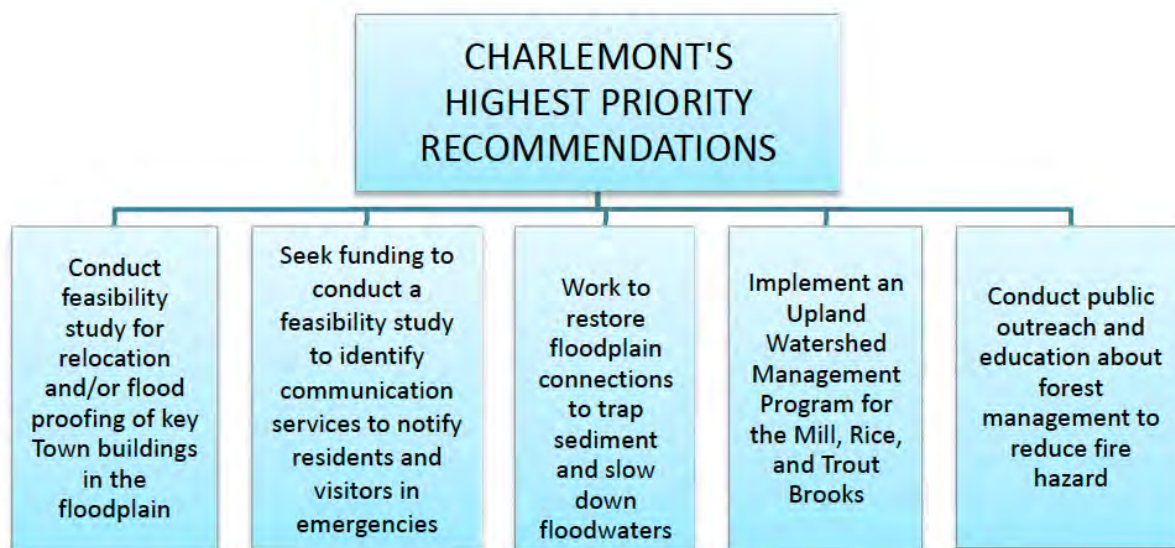 CHARLEMONT'S
HIGHEST PRIORITY
RECOMMENDATIONS
Conduct
feasibility
study for
relocation
and/or flood
proofing of key
Town buildings
in the
floodplain
Seek funding to
conduct a
feasibility study
to identify
communication
services to notify
residents and
visitors in
emergencies
Work to
restore
floodplain
connections
to trap
sediment
and slow
down
floodwaters
Implement an
Upland
Watershed
Management
Program for
the Mill, Rice,
and Trout
Brooks
Conduct public
outreach and
education about
forest
management to
reduce fire
hazard